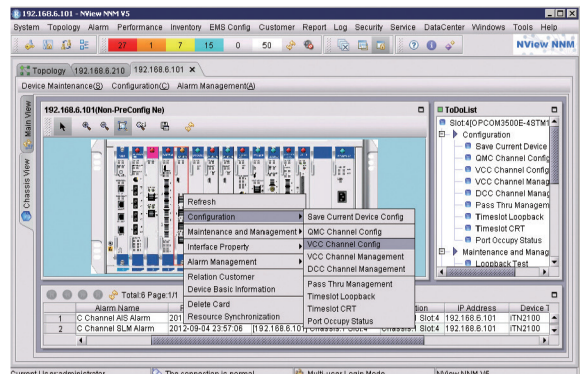 192.168.6.101 - NView NNM V5
System Topology Alarm Performance Inventory EMS Config Customer Report Log Security Service DataCenter Windows Tools Help
27 1 7 15 0 50
NView NNM
Topology 192.168.6.210 192.168.6.101
Device Maintenance(S) Configuration(C) Alarm Management(A)
Main View
Chassis View
192.168.6.101(Non-PreConfig Ne)
Refresh
Configuration
Maintenance and Management
Interface Property
Alarm Management
Relation Customer
Device Basic Information
Delete Card
Resource Synchronization
Save Current Device Config
QMC Channel Config
VCC Channel Config
VCC Channel Management
DCC Channel Management
Pass Thru Management
Timeslot Loopback
Timeslot CRT
Port Occupy Status
ToDoList
Slot:4[OPCOM3500E-4STM1
Configuration
Save Current Device
QMC Channel Config
VCC Channel Config
VCC Channel Manag
DCC Channel Manag
Pass Thru Managem
Timeslot Loopback
Timeslot CRT
Port Occupy Status
Maintenance and Manag
Loopback Test
Total:6 Page:1/1
Alarm Name IP Address Device T
1 C Channel AIS Alarm 201 Slot:4 192.168.6.101 iTN2100
2 C Channel SLM Alarm 2012-09-04 23:57:06 [192.168.6.101] Slot:4 192.168.6.101 iTN2100
Current User:administrator The connection is normal Multi-user Login Mode NView NNM V5